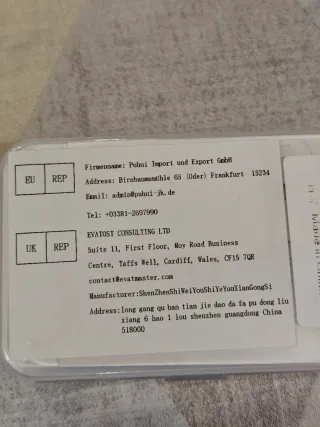 EU REP
Firmenname: Puhui Import und Export GmbH
Address: Birnbaumsmühle 65 (Oder) Frankfurt 15234
Email: admin@puhui-jk.de
Tel: +03381-2697990
UK REP
EVATOST CONSULTING LTD
Suite 11, First Floor, Moy Road Business
Centre, Taffs Well, Cardiff, Wales, CF15 7QR
contact@evatmaster.com
Manufacturer:ShenZhenShiWeiYouShiYeYouXianGongSi
Address:long gang qu ban tian jie dao da fa pu dong liu
xiang 6 hao 1 lou shenzhen guangdong China
518000